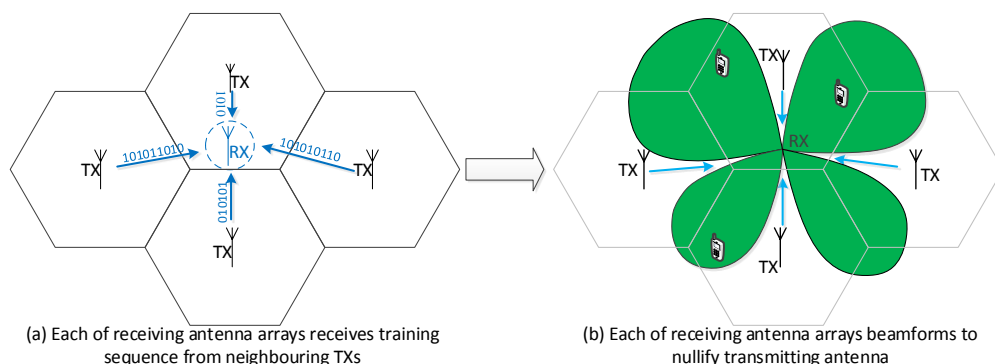 TX
1010
101011010
RX
101010110
TX
TX
010101
TX
(a) Each of receiving antenna arrays receives training
sequence from neighbouring TXs
TX
RX
TX
TX
TX
(b) Each of receiving antenna arrays beamforms to
nullify transmitting antenna